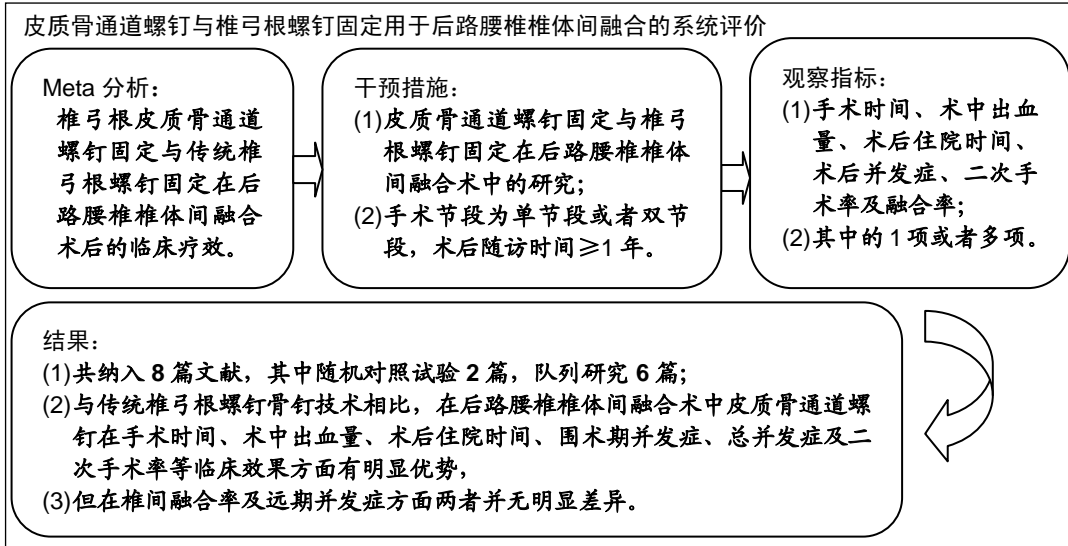 皮质骨通道螺钉与椎弓根螺钉固定用于后路腰椎椎体间融合的系统评价
Meta 分析：
椎弓根皮质骨通道
螺钉固定与传统椎
弓根螺钉固定在后
路腰椎椎体间融合
术后的临床疗效。
干预措施：
(1)皮质骨通道螺钉固定与椎弓
根螺钉固定在后路腰椎椎体
间融合术中的研究；
(2)手术节段为单节段或者双节
段，术后随访时间≥1 年。
观察指标：
(1)手术时间、术中出血
量、术后住院时间、
术后并发症、二次手
术率及融合率；
(2)其中的 1 项或者多项。
结果：
(1)共纳入 8 篇文献，其中随机对照试验 2 篇，队列研究 6 篇；
(2)与传统椎弓根螺钉骨钉技术相比，在后路腰椎椎体间融合术中皮质骨通道螺
钉在手术时间、术中出血量、术后住院时间、围术期并发症、总并发症及二
次手术率等临床效果方面有明显优势，
(3)但在椎间融合率及远期并发症方面两者并无明显差异。